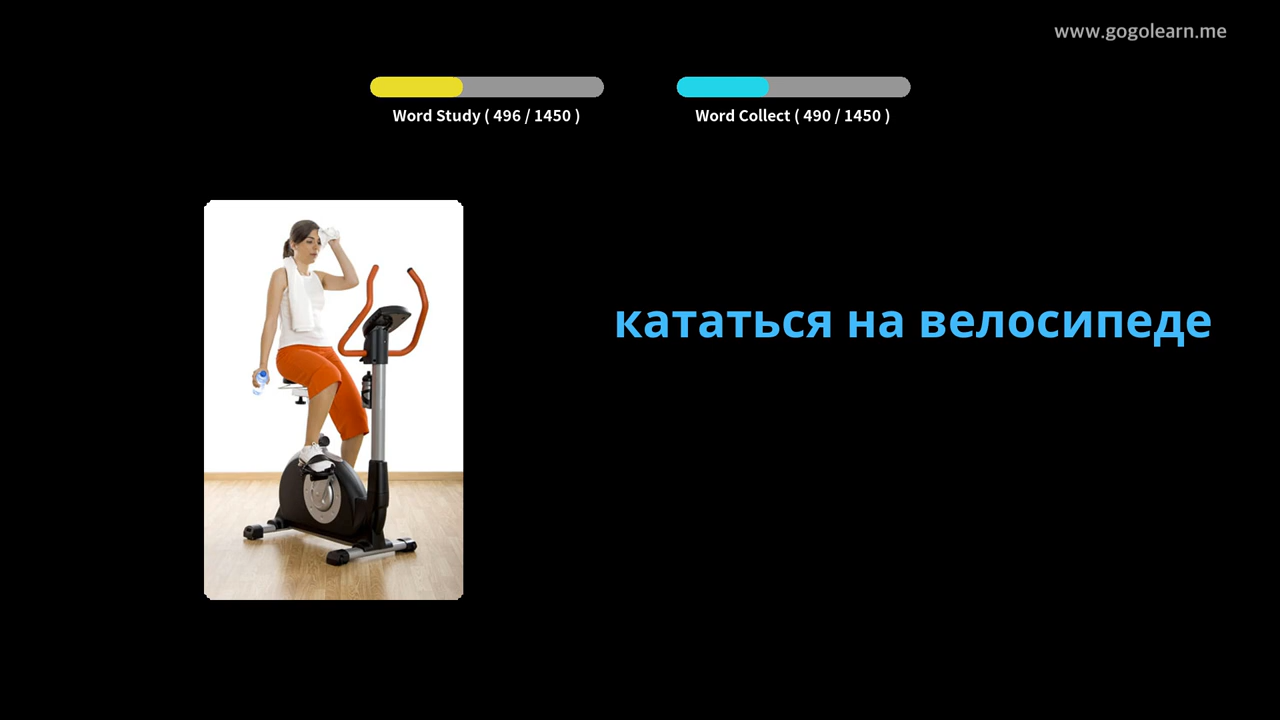 www.gogolearn.me
Word Study ( 496 / 1450 )
Word Collect ( 490 / 1450 )
кататься на велосипеде